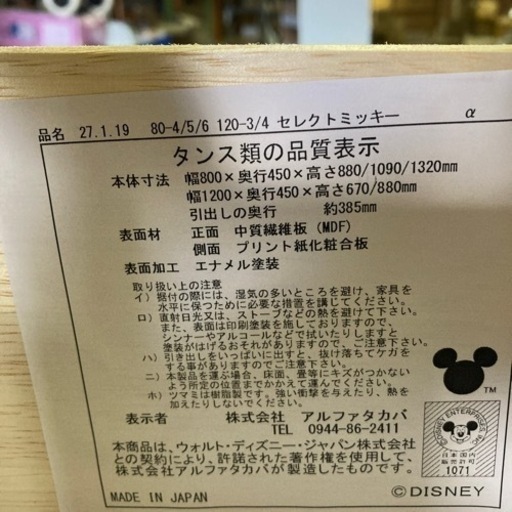 品名 27.1.19 80-4/5/6 120-3/4 セレクトミッキー α
タンス類の品質表示
本体寸法 幅800×奥行450×高さ880/1090/1320mm
幅1200×奥行450×高さ670/880mm
引出しの奥行 約385mm
表面材 正面 中質繊維板(MDF)
側面 プリント紙化粧合板
表面加工 エナメル塗装
取り扱い上の注意
イ)据付の際には、湿気の多いところを避け、家具を
水平に保つために必要な措置を講じてください。
ロ)直射日光又は、ストーブなどの熱を避けて下さい。
また、表面は印刷塗装を施しておりますので、
シンナーやアルコールなどで拭いたりしますと
塗装がはげるおそれがありますのでご注意下さい。
ハ)引き出しをいっぱいに出すと、抜け落ちてケガを
する事がありますのでご注意下さい。
ニ)本製品を運ぶ場合、床面、畳等にキズがつかない
よう所定の位置までかかえて運んでください。
ホ)ツマミは樹脂製です。強い衝撃を与えたり、熱を
加えたりしないでください。
表示者 株式会社 アルファタカバ
TEL 0944-86-2411
本商品は、ウォルト・ディズニー・ジャパン株式会社
との契約により、許諾された著作権を使用して、
株式会社アルファタカバが製造したものです。
MADE IN JAPAN
TM
DISNEY ENTERPRISES, INC.
日本国内
販売許可
1071
©DISNEY